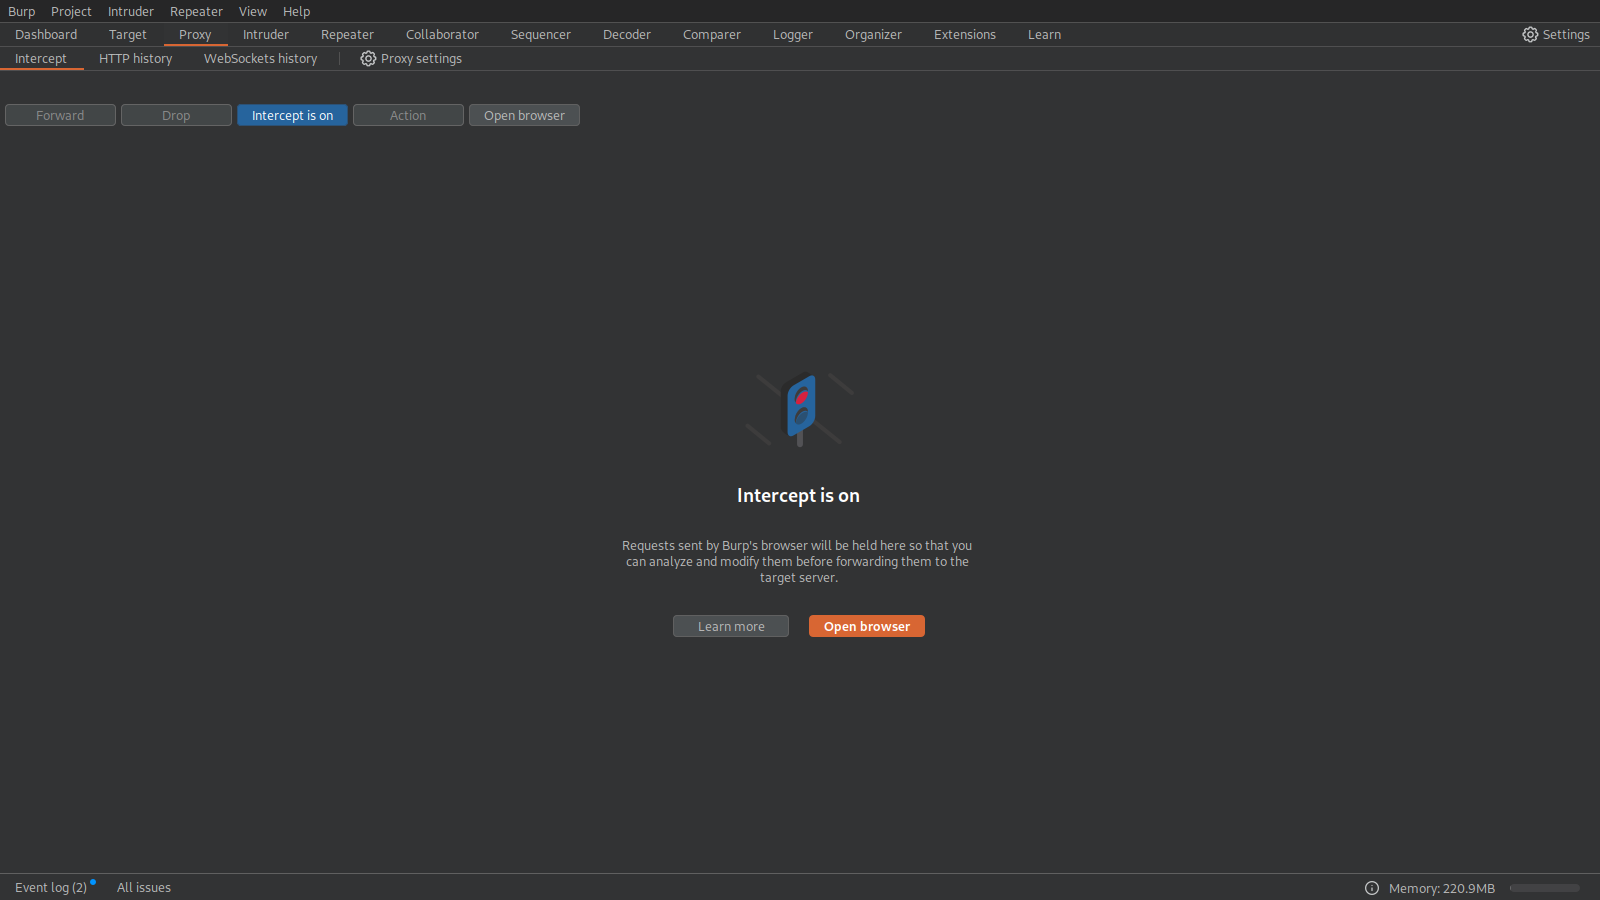 Burp Project Intruder Repeater View Help
Dashboard Target Proxy Intruder Repeater Collaborator Sequencer Decoder Comparer Logger Organizer Extensions Learn Settings
Intercept HTTP history WebSockets history Proxy settings
Forward Drop Intercept is on Action Open browser
Intercept is on
Requests sent by Burp's browser will be held here so that you
can analyze and modify them before forwarding them to the
target server.
Learn more Open browser
Event log (2) All issues Memory: 220.9MB